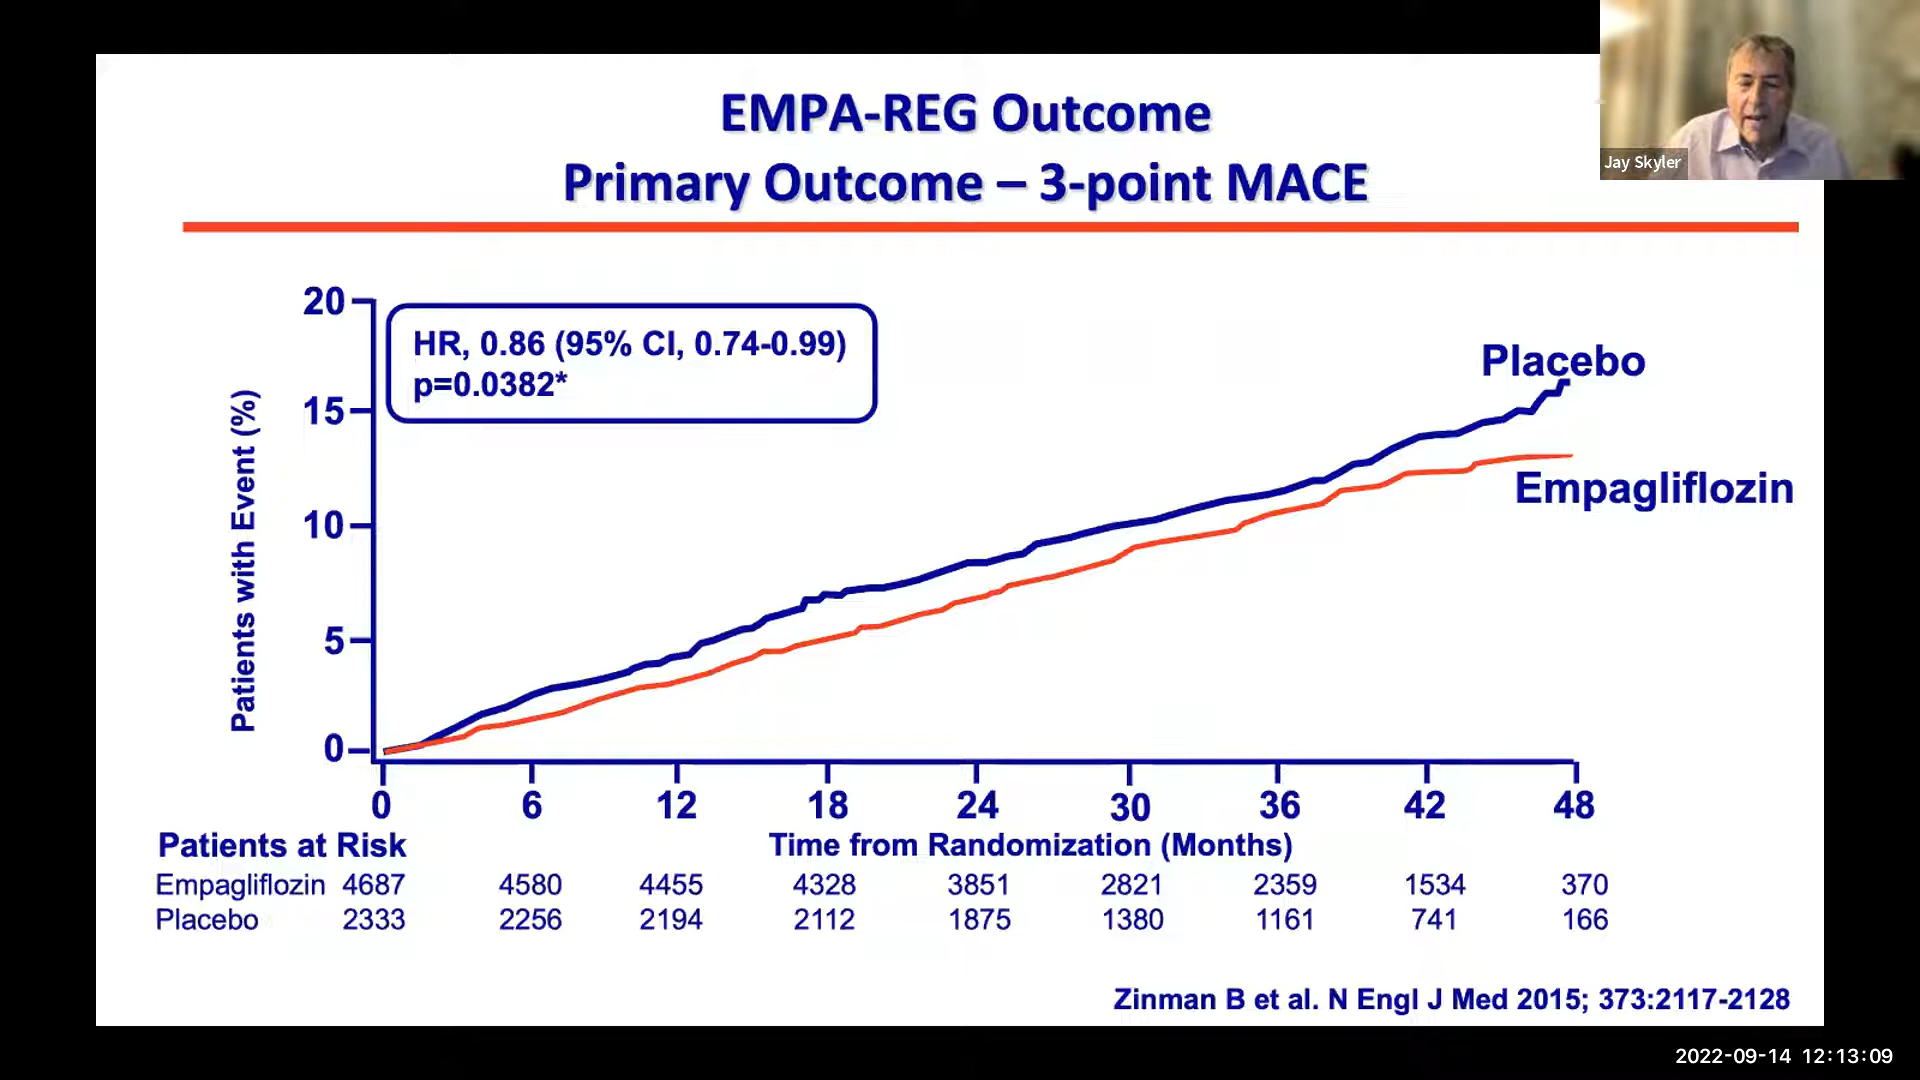 EMPA-REG Outcome
Primary Outcome – 3-point MACE
Jay Skyler
HR, 0.86 (95% CI, 0.74-0.99)
p=0.0382*
Patients with Event (%)
20
15
10
5
0
Placebo
Empagliflozin
0 6 12 18 24 30 36 42 48
Patients at Risk Time from Randomization (Months)
Empagliflozin 4687 4580 4455 4328 3851 2821 2359 1534 370
Placebo 2333 2256 2194 2112 1875 1380 1161 741 166
Zinman B et al. N Engl J Med 2015; 373:2117-2128
2022-09-14 12:13:09